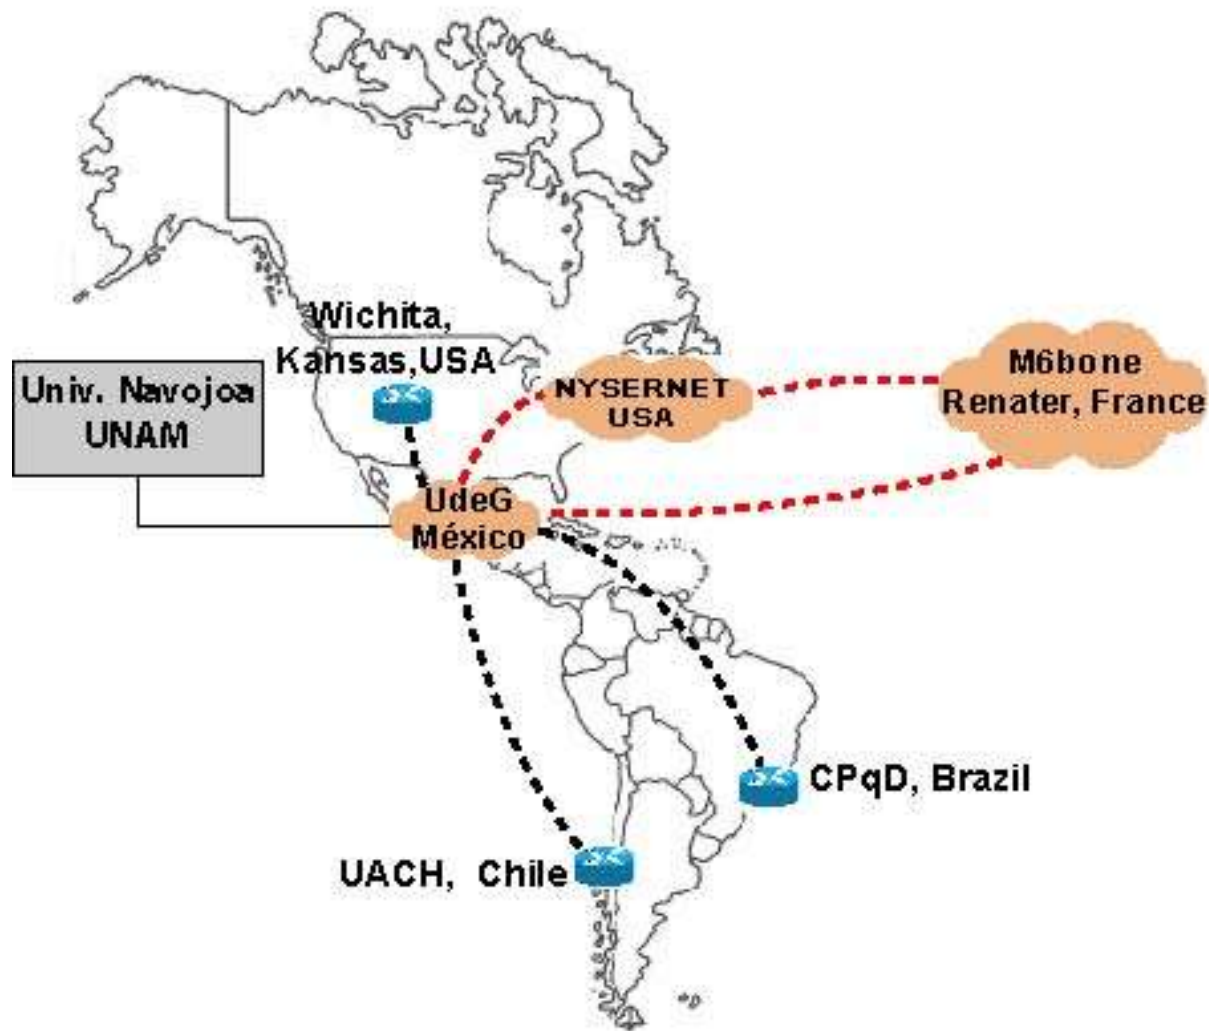 Wichita,
Kansas,USA
Univ. Navojoa
UNAM
NYSERNET
USA
M6bone
Renater, France
UdeG
México
CPqD, Brazil
UACH, Chile